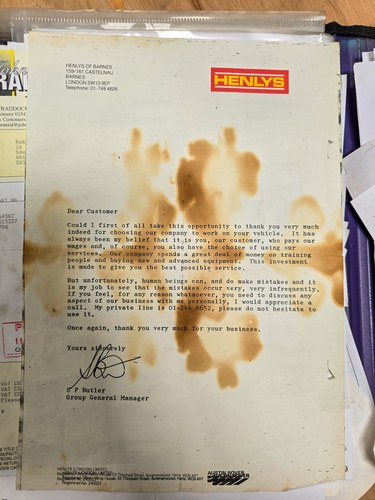 HENLYS OF BARNES
159/161 CASTELNAU
BARNES
LONDON SW13 9EP
Telephone: 01-748 4626
HENLYS
Dear Customer
Could I first of all take this opportunity to thank you very much
indeed for choosing our company to work on your vehicle. It has
always been my belief that it is you, our customer, who pays our
wages and, of course, you also have the choice of using our
services. Our company spends a great deal of money on training
people and buying new and advanced equipment. This investment
is made to give you the best possible service.
But unfortunately, human beings can, and do make mistakes and it
is my job to see that the mistakes occur very, very infrequently.
If you feel, for any reason whatsoever, you need to discuss any
aspect of our business with me personally, I would appreciate a
call. My private line is 01-748 8652, please do not hesitate to
use it.
Once again, thank you very much for your business.
Yours sincerely
S P Butler
Group General Manager
HENLYS LIMITED
AUSTIN ROVER
VAT
VAT
Please